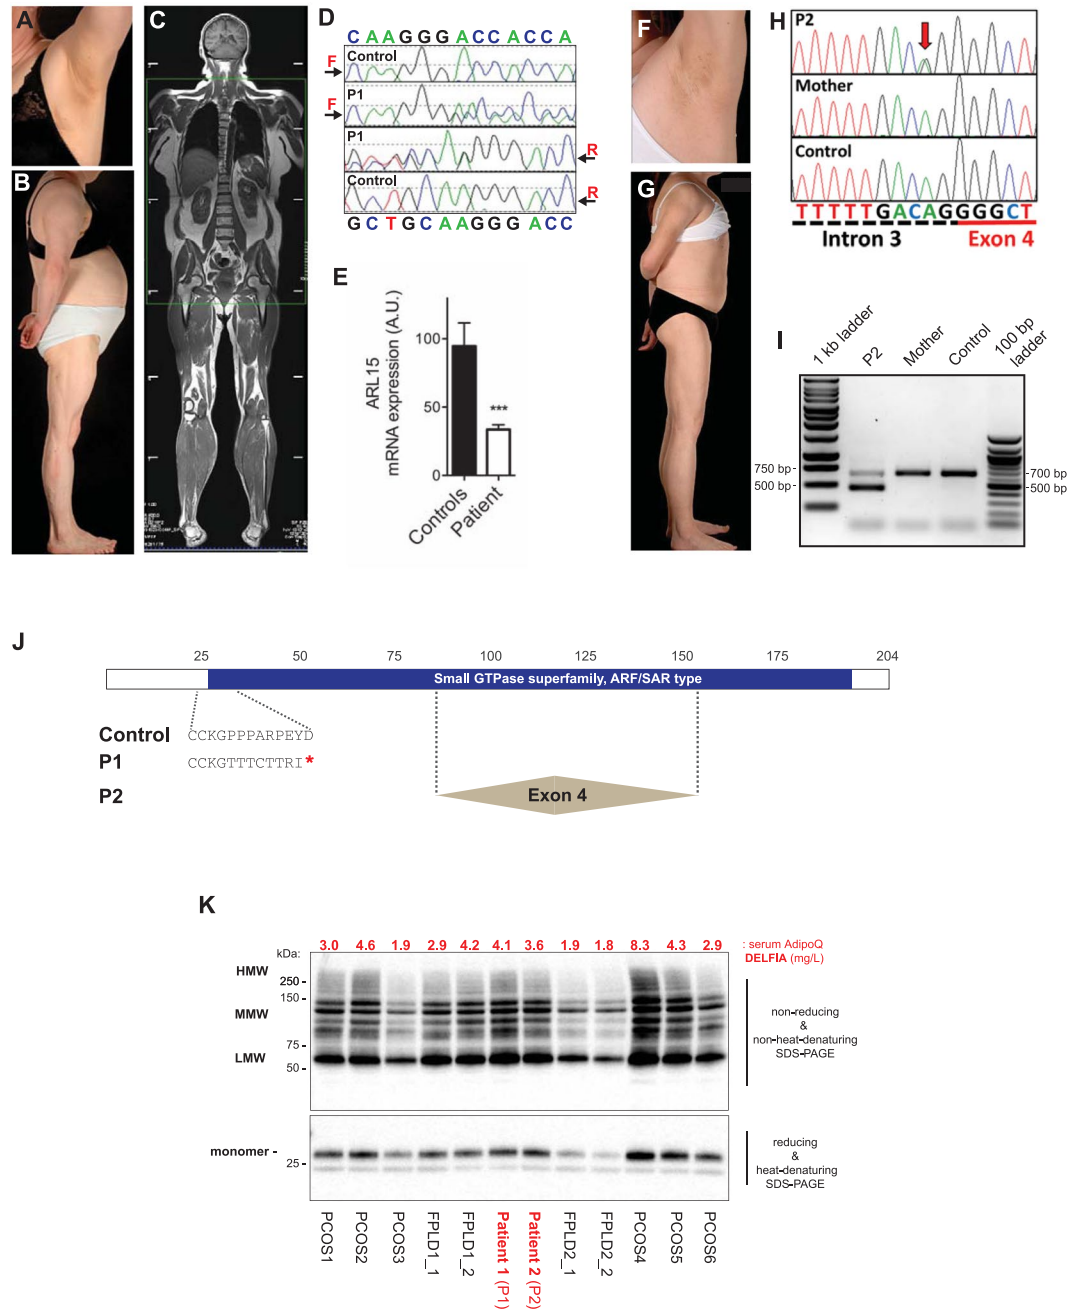 A
B
C
D
C A A G G G A C C A C C A
Control
F
P1
F
P1
R
Control
R
G C T G C A A G G G A C C
E
ARL15
mRNA expression (A.U.)
100
50
0
***
Controls
Patient
F
G
H
P2
Mother
Control
TTTTTGACAGGGGCT
Intron 3
Exon 4
I
1 kb ladder
P2
Mother
Control
100 bp
ladder
750 bp-
500 bp-
-700 bp
-500 bp
J
25 50 75 100 125 150 175 204
Small GTPase superfamily, ARF/SAR type
Control CCKGPPPARPEYD
P1 CCKGTTTCTTRI*
P2
Exon 4
K
3.0 4.6 1.9 2.9 4.2 4.1 3.6 1.9 1.8 8.3 4.3 2.9
: serum AdipoQ
DELFIA (mg/L)
kDa:
HMW
250 -
150 -
MMW
75 -
LMW
50 -
non-reducing
&
non-heat-denaturing
SDS-PAGE
monomer -
25 -
reducing
&
heat-denaturing
SDS-PAGE
PCOS1
PCOS2
PCOS3
FPLD1_1
FPLD1_2
Patient 1 (P1)
Patient 2 (P2)
FPLD2_1
FPLD2_2
PCOS4
PCOS5
PCOS6